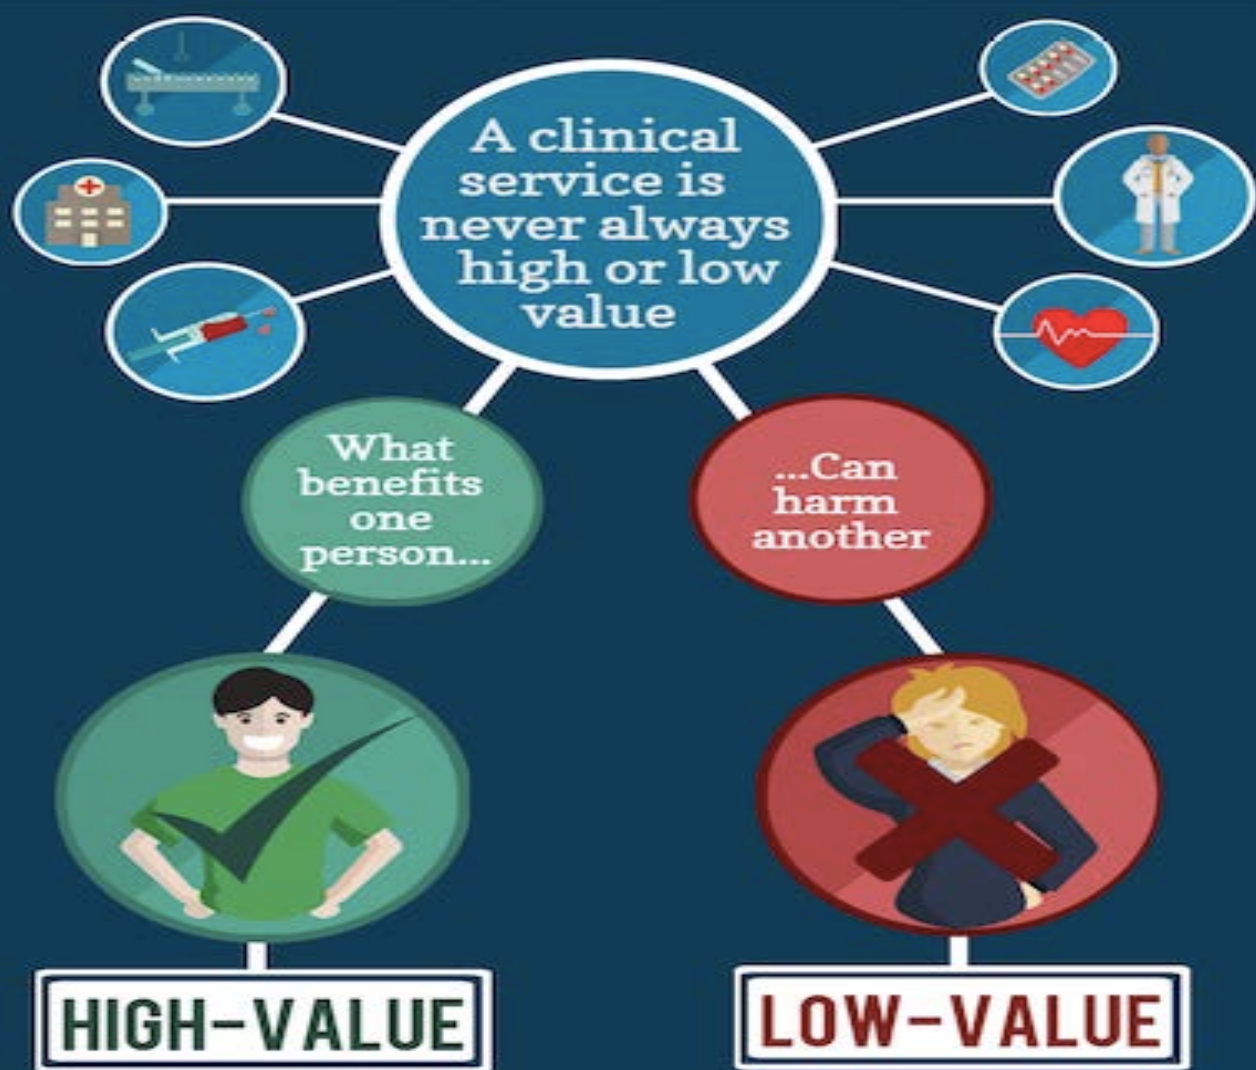 A clinical
service is
never always
high or low
value
What
benefits
one
person...
...Can
harm
another
HIGH-VALUE
LOW-VALUE